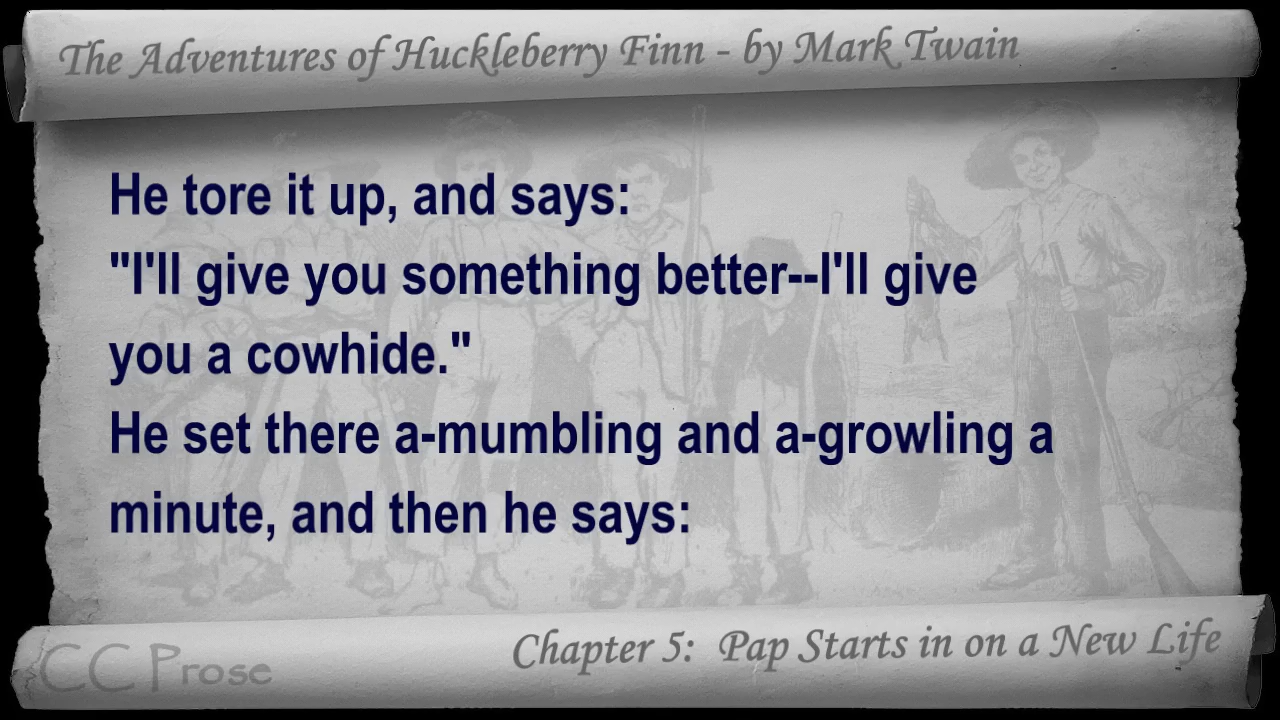 The Adventures of Huckleberry Finn - by Mark Twain
He tore it up, and says:
"I'll give you something better--I'll give
you a cowhide."
He set there a-mumbling and a-growling a
minute, and then he says:
Chapter 5:  Pap Starts in on a New Life
CC Prose